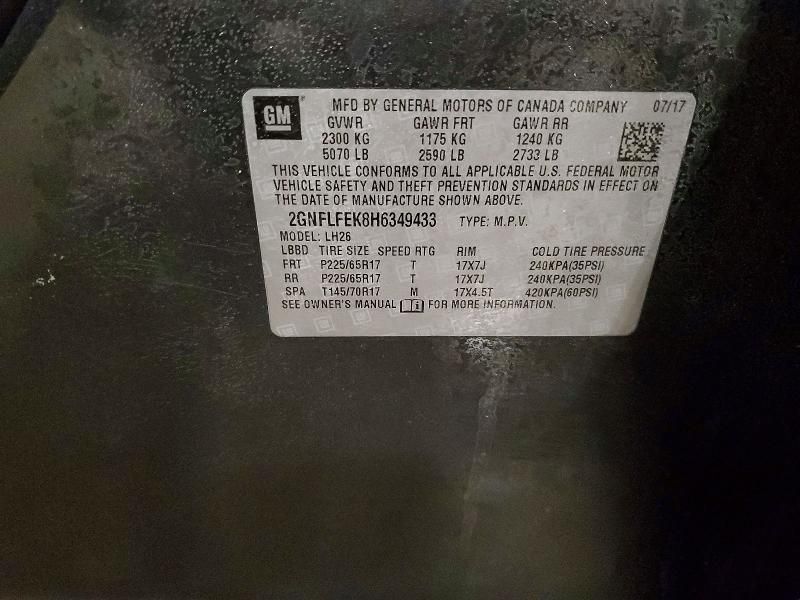 GM
MFD BY GENERAL MOTORS OF CANADA COMPANY 07/17
GVWR GAWR FRT GAWR RR
2300 KG 1175 KG 1240 KG
5070 LB 2590 LB 2733 LB
THIS VEHICLE CONFORMS TO ALL APPLICABLE U.S. FEDERAL MOTOR
VEHICLE SAFETY AND THEFT PREVENTION STANDARDS IN EFFECT ON
THE DATE OF MANUFACTURE SHOWN ABOVE.
2GNFLFEK8H6349433 TYPE: M.P.V.
MODEL: LH26
LBBD TIRE SIZE SPEED RTG RIM COLD TIRE PRESSURE
FRT P225/65R17 T 17X7J 240KPA(35PSI)
RR P225/65R17 T 17X7J 240KPA(35PSI)
SPA T145/70R17 M 17X4.5T 420KPA(60PSI)
SEE OWNER'S MANUAL FOR MORE INFORMATION.